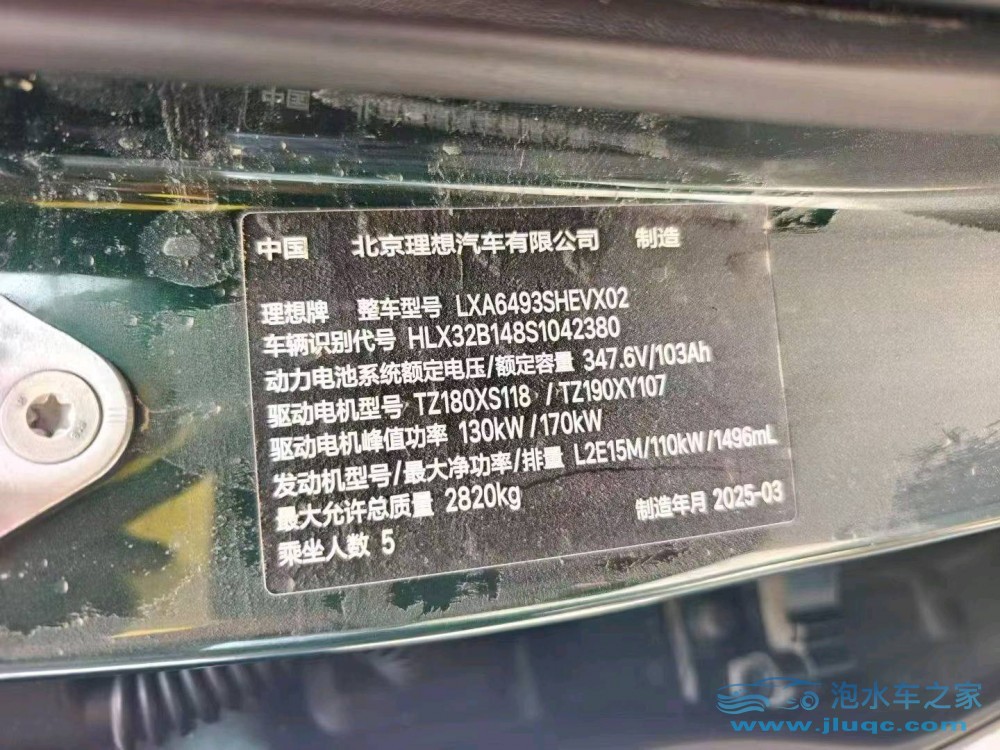 中国 北京理想汽车有限公司 制造
理想牌 整车型号 LXA6493SHEVX02
车辆识别代号 HLX32B148S1042380
动力电池系统额定电压/额定容量 347.6V/103Ah
驱动电机型号 TZ180XS118 /TZ190XY107
驱动电机峰值功率 130kW/170kW
发动机型号/最大净功率/排量 L2E15M/110kW/1496mL
最大允许总质量 2820kg
乘坐人数 5 制造年月 2025-03
泡水车之家
www.jluqc.com